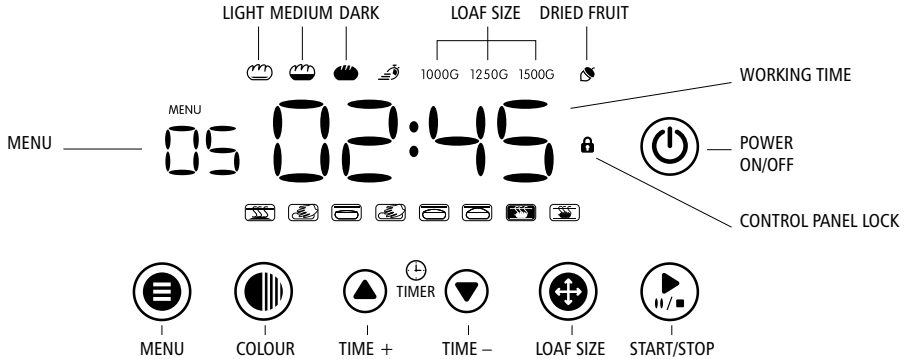 LIGHT MEDIUM DARK LOAF SIZE DRIED FRUIT
1000G 1250G 1500G
WORKING TIME
MENU
MENU 05 02:45
POWER
ON/OFF
CONTROL PANEL LOCK
TIMER
MENU COLOUR TIME + TIME – LOAF SIZE START/STOP